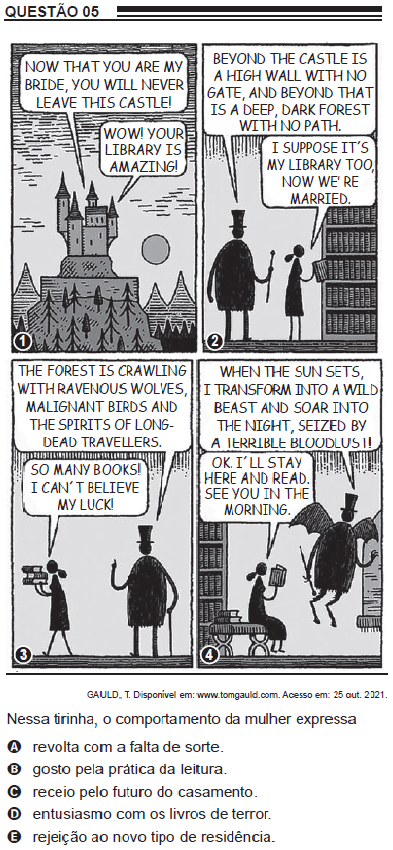 QUESTÃO 05
NOW THAT YOU ARE MY
BRIDE, YOU WILL NEVER
LEAVE THIS CASTLE!
WOW! YOUR
LIBRARY IS
AMAZING!
1
BEYOND THE CASTLE IS
A HIGH WALL WITH NO
GATE, AND BEYOND THAT
IS A DEEP, DARK FOREST
WITH NO PATH.
I SUPPOSE IT'S
MY LIBRARY TOO,
NOW WE'RE
MARRIED.
2
THE FOREST IS CRAWLING
WITH RAVENOUS WOLVES,
MALIGNANT BIRDS AND
THE SPIRITS OF LONG-
DEAD TRAVELLERS.
SO MANY BOOKS!
I CAN´T BELIEVE
MY LUCK!
3
WHEN THE SUN SETS,
I TRANSFORM INTO A WILD
BEAST AND SOAR INTO
THE NIGHT, SEIZED BY
A TERRIBLE BLOODLUST!
OK. I´LL STAY
HERE AND READ.
SEE YOU IN THE
MORNING.
4
GAULD, T. Disponível em: www.tomgauld.com. Acesso em: 25 out. 2021.
Nessa tirinha, o comportamento da mulher expressa
A revolta com a falta de sorte.
B gosto pela prática da leitura.
C receio pelo futuro do casamento.
D entusiasmo com os livros de terror.
E rejeição ao novo tipo de residência.